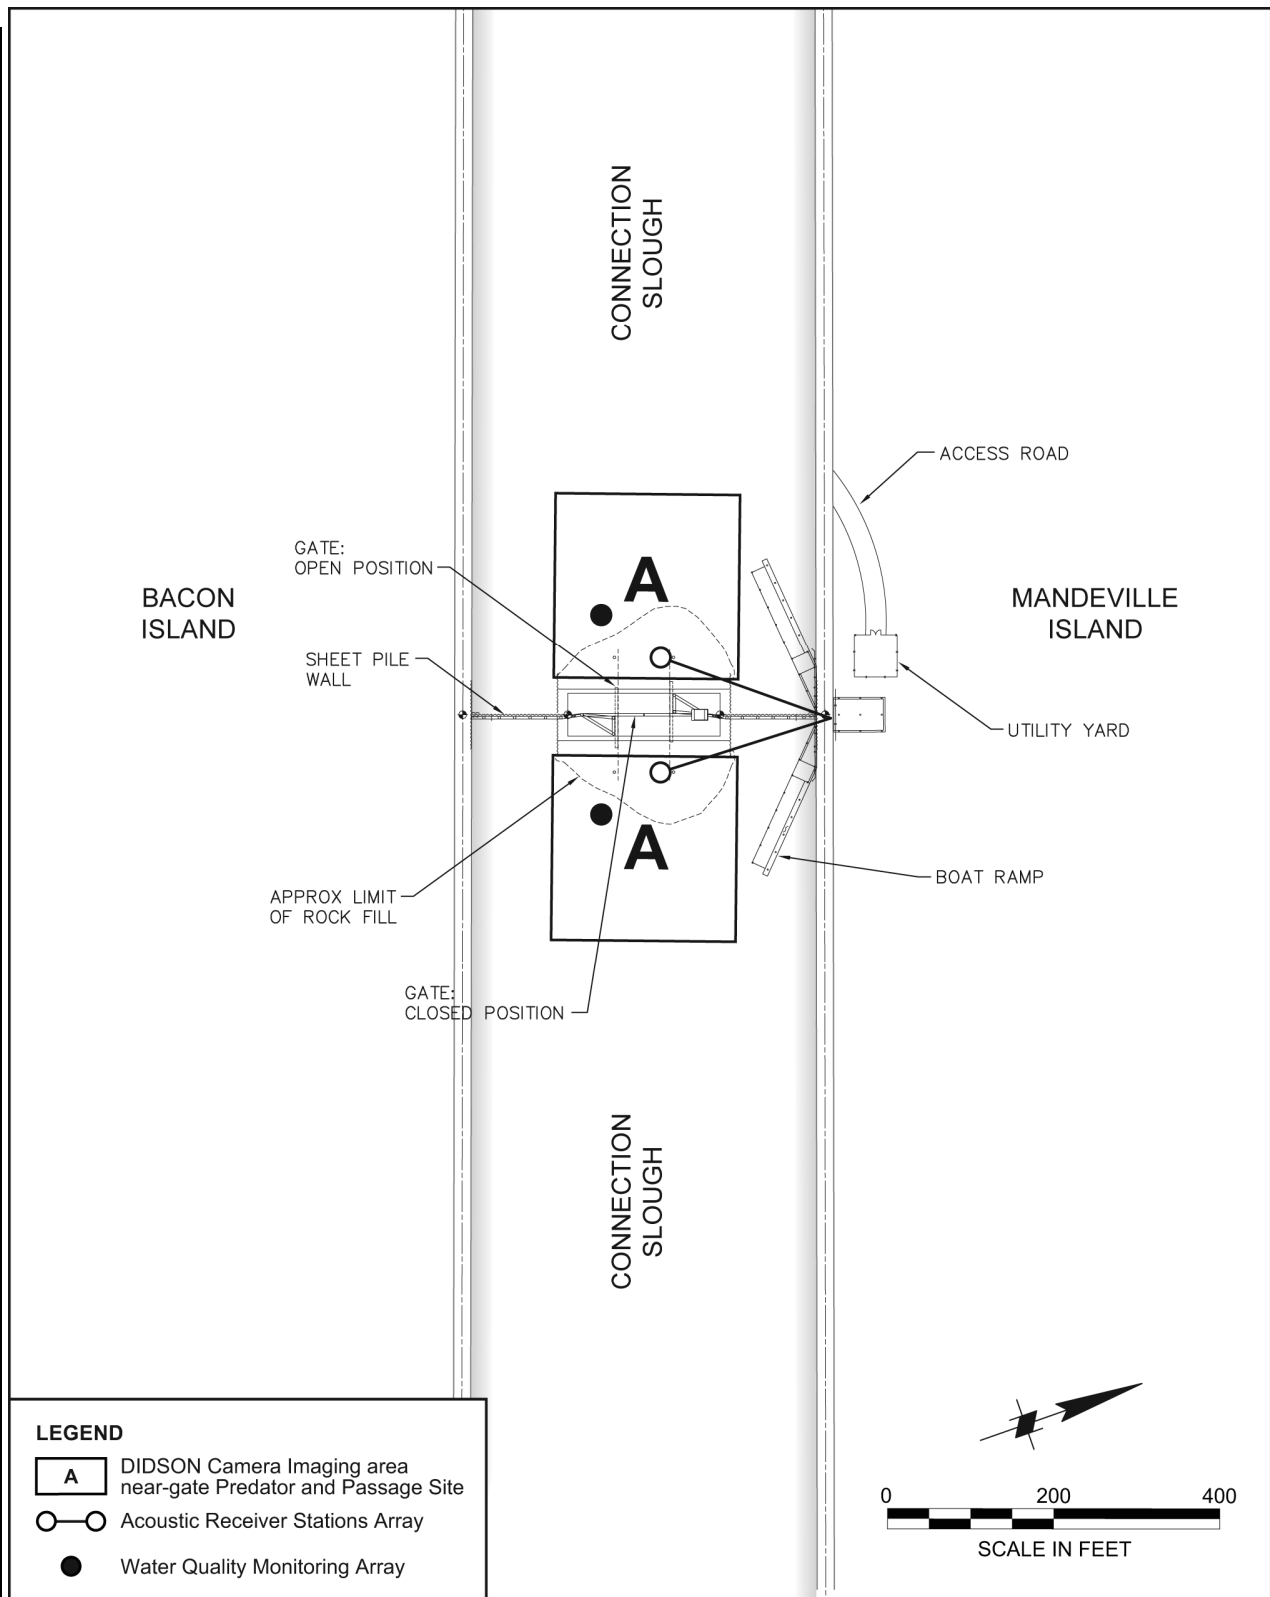 CONNECTION
SLOUGH
ACCESS ROAD
GATE:
OPEN POSITION
A
BACON
ISLAND
MANDEVILLE
ISLAND
SHEET PILE
WALL
UTILITY YARD
A
BOAT RAMP
APPROX LIMIT
OF ROCK FILL
GATE:
CLOSED POSITION
CONNECTION
SLOUGH
LEGEND
A
DIDSON Camera Imaging area
near-gate Predator and Passage Site
Acoustic Receiver Stations Array
Water Quality Monitoring Array
0 200 400
SCALE IN FEET